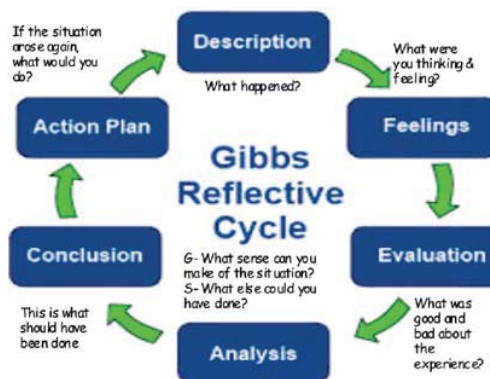 If the situation
arose again,
what would you
do?
Description
What happened?
What were
you thinking &
feeling?
Feelings
Evaluation
What was
good and
bad about
the
experience?
Analysis
G- What sense can you
make of the situation?
S- What else could you
have done?
Conclusion
This is what
should have
been done
Action Plan
Gibbs
Reflective
Cycle